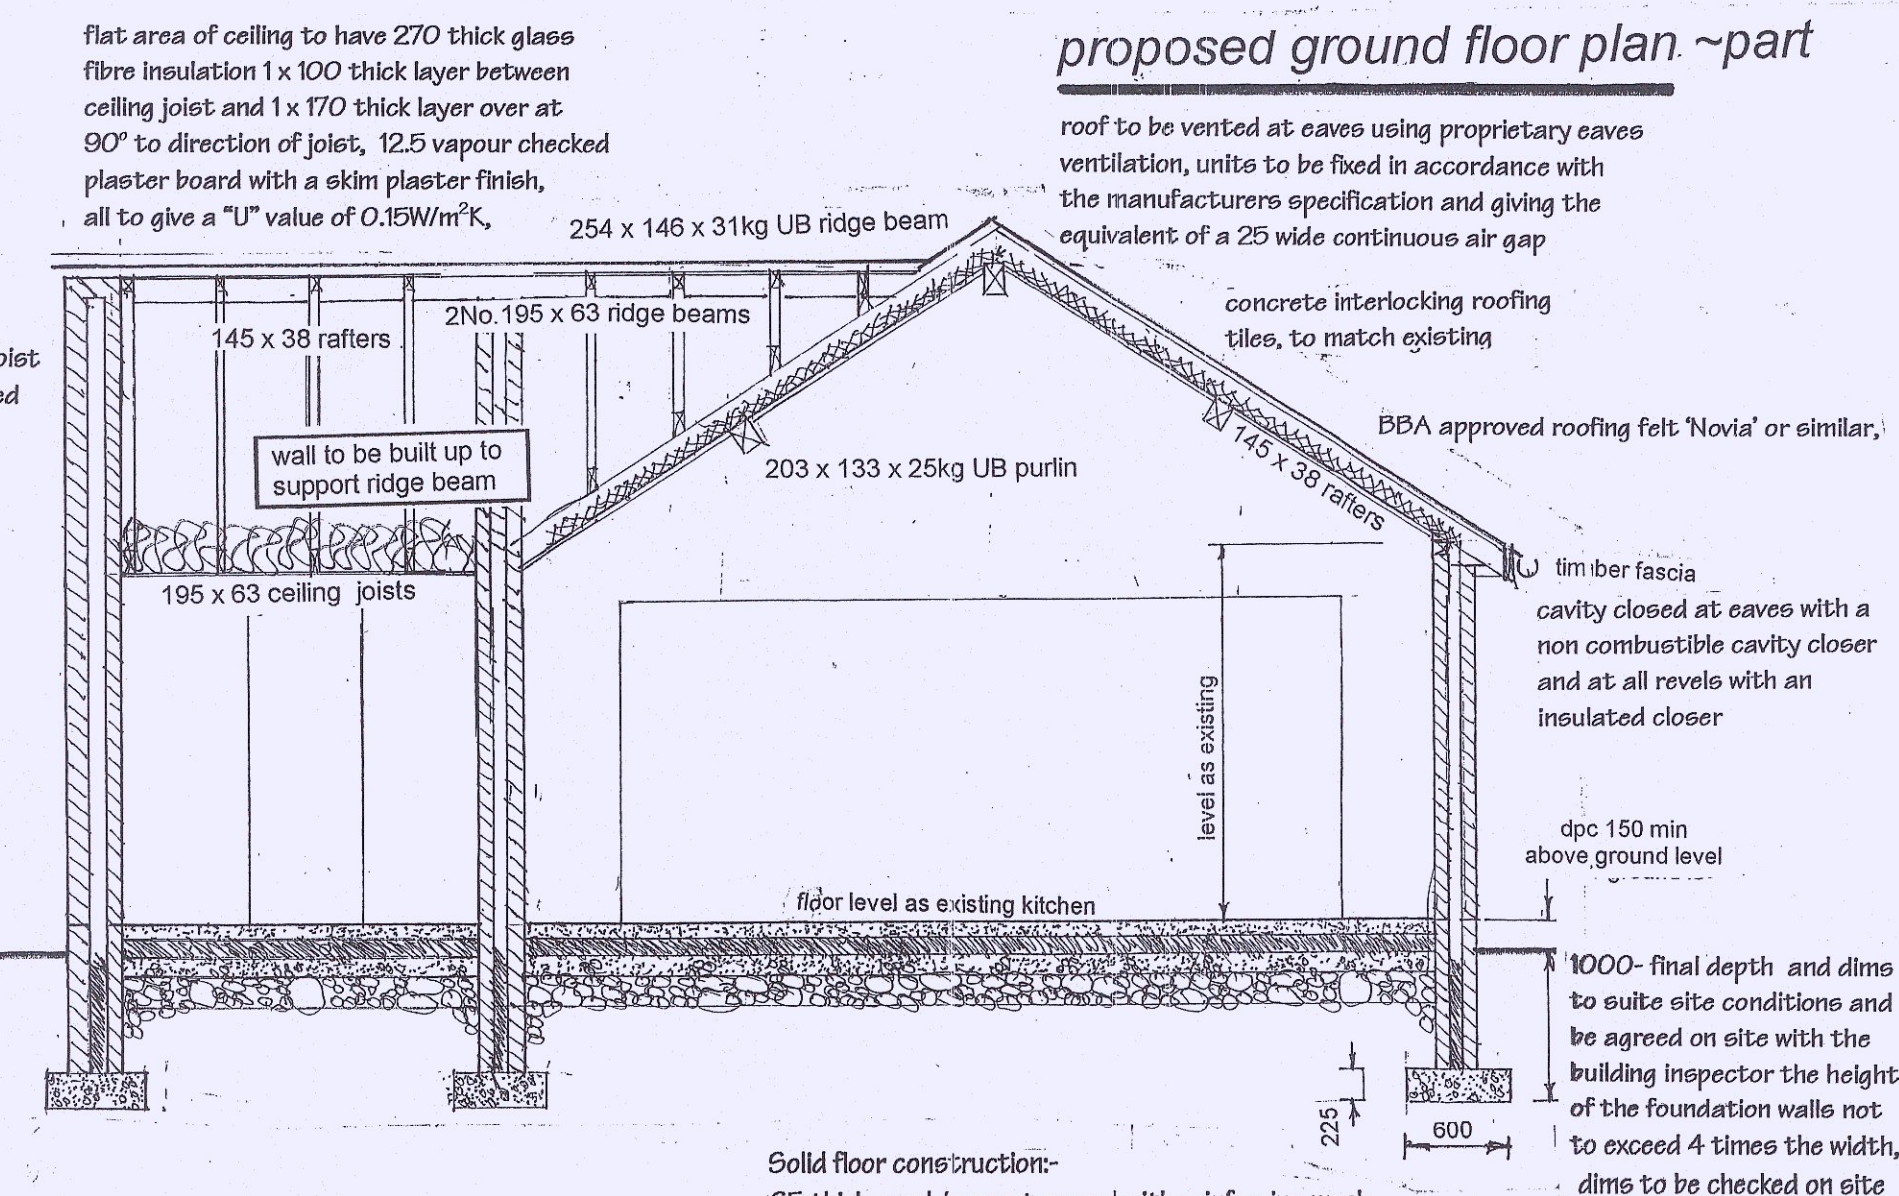 flat area of ceiling to have 270 thick glass
fibre insulation 1 x 100 thick layer between
ceiling joist and 1 x 170 thick layer over at
90° to direction of joist, 12.5 vapour checked
plaster board with a skim plaster finish,
all to give a "U" value of 0.15W/m²K,
proposed ground floor plan ~part
roof to be vented at eaves using proprietary eaves
ventilation, units to be fixed in accordance with
the manufacturers specification and giving the
equivalent of a 25 wide continuous air gap
254 x 146 x 31kg UB ridge beam
concrete interlocking roofing
tiles, to match existing
2No.195 x 63 ridge beams
145 x 38 rafters
BBA approved roofing felt 'Novia' or similar,
wall to be built up to
support ridge beam
203 x 133 x 25kg UB purlin
145 x 38 rafters
195 x 63 ceiling joists
timber fascia
cavity closed at eaves with a
non combustible cavity closer
and at all revels with an
insulated closer
level as existing
dpc 150 min
above ground level
floor level as existing kitchen
1000- final depth and dims
to suite site conditions and
be agreed on site with the
building inspector the height
of the foundation walls not
to exceed 4 times the width,
dims to be checked on site
225
600
Solid floor construction:-